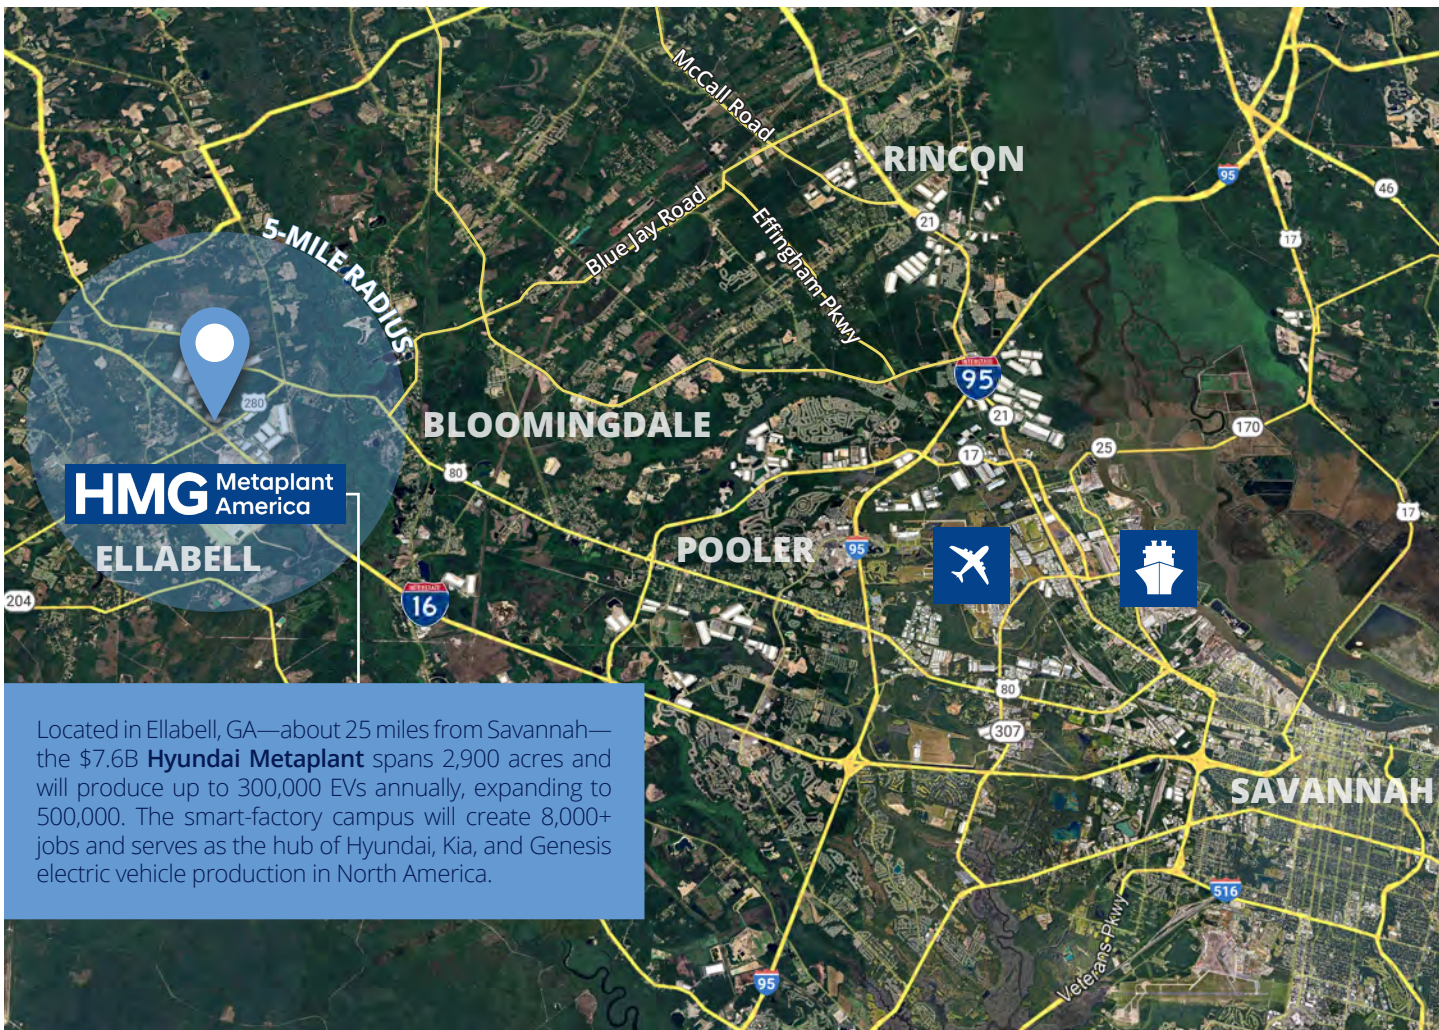 McCall Road
RINCON
95
46
21
17
Blue Jay Road
Effingham Pkwy
5-MILE RADIUS
INTERSTATE
95
280
21
BLOOMINGDALE
170
25
17
80
HMG Metaplant
America
17
POOLER
95
ELLABELL
204
INTERSTATE
16
80
307
Located in Ellabell, GA—about 25 miles from Savannah—
the $7.6B Hyundai Metaplant spans 2,900 acres and
will produce up to 300,000 EVs annually, expanding to
500,000. The smart-factory campus will create 8,000+
jobs and serves as the hub of Hyundai, Kia, and Genesis
electric vehicle production in North America.
SAVANNAH
516
Veterans Pkwy
95